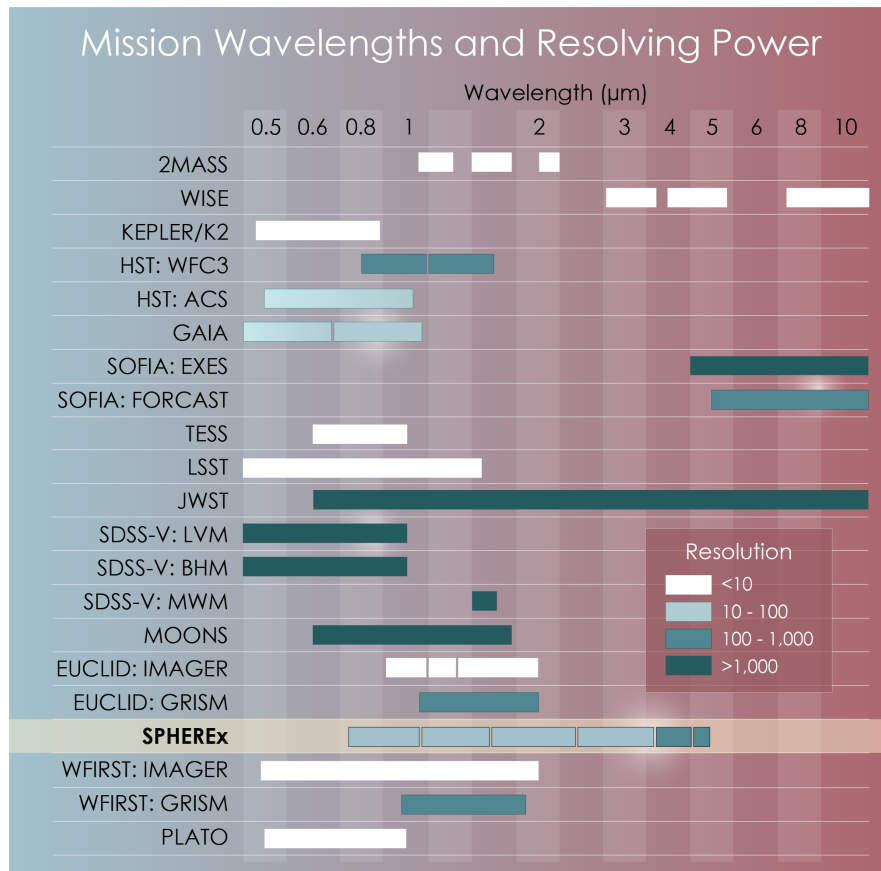 Mission Wavelengths and Resolving Power
Wavelength (µm)
0.5 0.6 0.8 1 2 3 4 5 6 8 10
2MASS
WISE
KEPLER/K2
HST: WFC3
HST: ACS
GAIA
SOFIA: EXES
SOFIA: FORCAST
TESS
LSST
JWST
SDSS-V: LVM
SDSS-V: BHM
SDSS-V: MWM
MOONS
EUCLID: IMAGER
EUCLID: GRISM
SPHEREx
WFIRST: IMAGER
WFIRST: GRISM
PLATO
Resolution
<10
10 - 100
100 - 1,000
>1,000